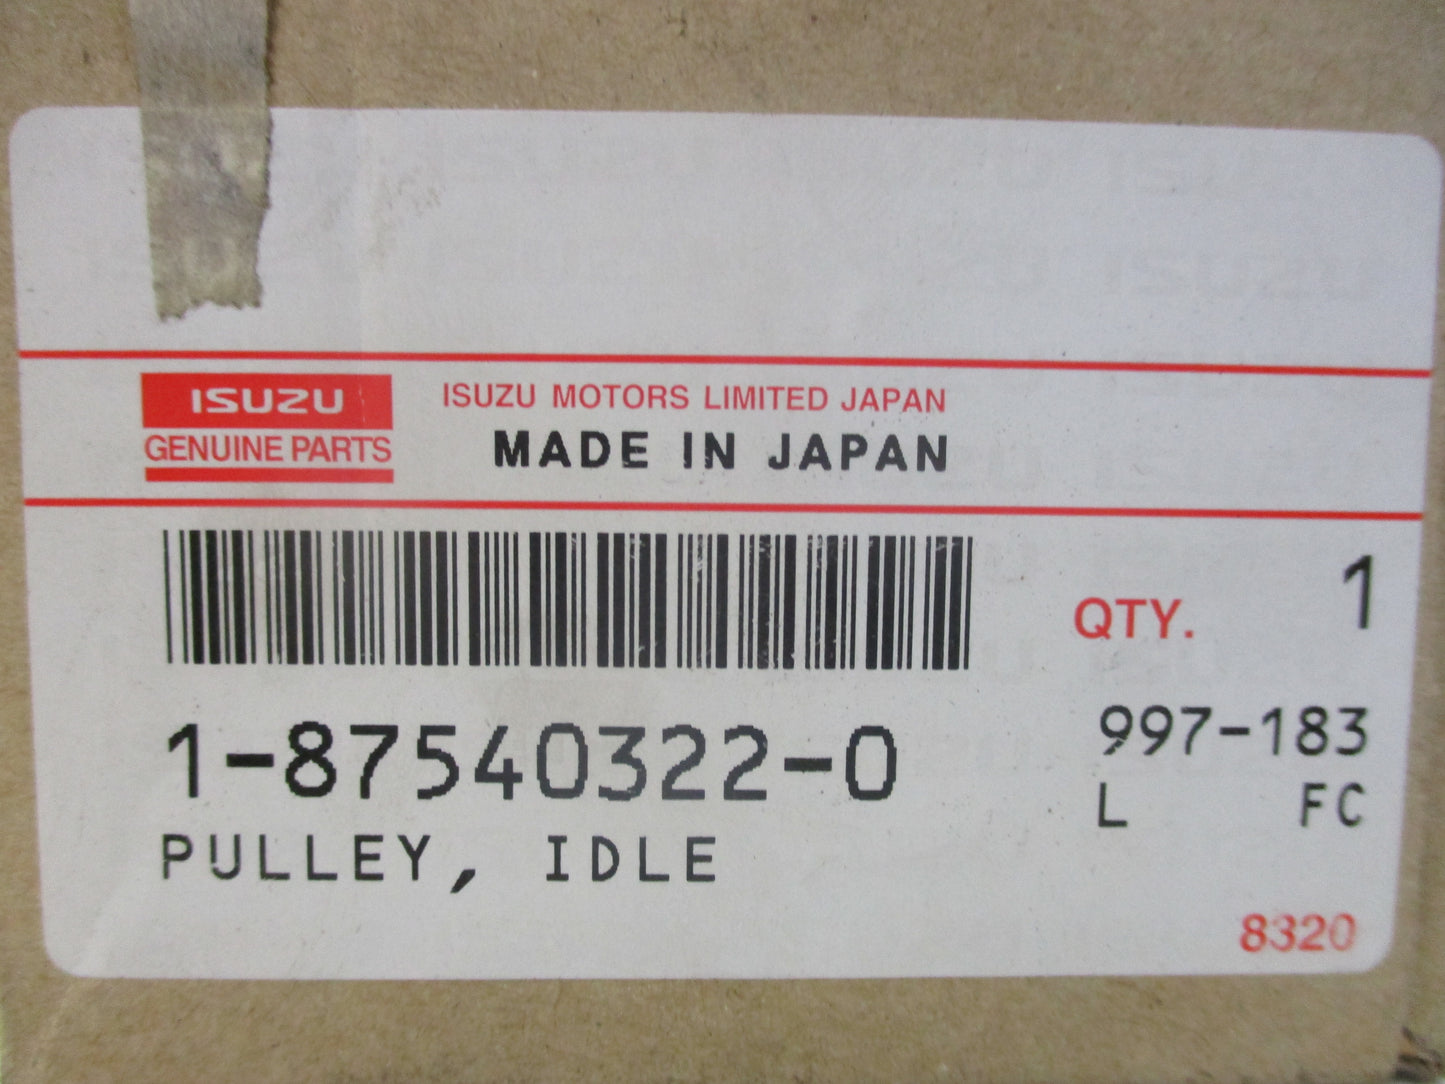 ISUZU
GENUINE PARTS
ISUZU MOTORS LIMITED JAPAN
MADE IN JAPAN
QTY. 1
1-87540322-0
997-183
L FC
PULLEY, IDLE
8320